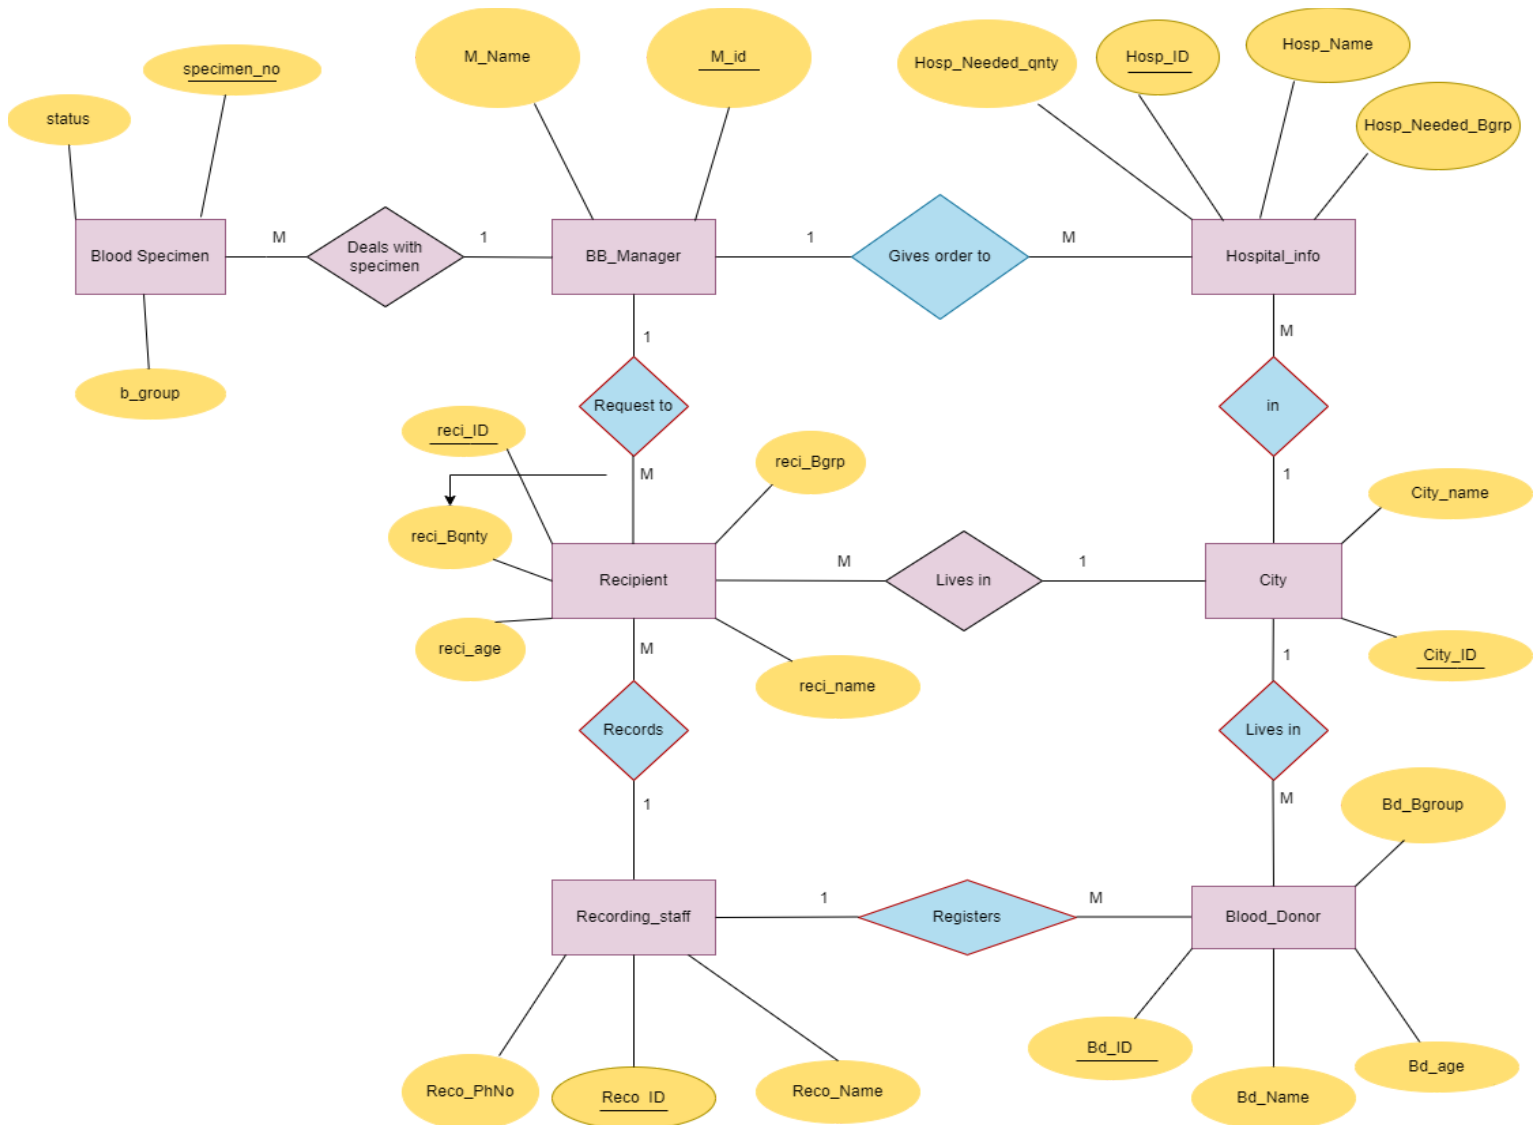 M_Name
M_id
Hosp_Needed_qnty
Hosp_ID
Hosp_Name
specimen_no
status
Hosp_Needed_Bgrp
Blood Specimen
M
Deals with
specimen
1
BB_Manager
1
Gives order to
M
Hospital_info
1
M
b_group
Request to
in
reci_ID
reci_Bgrp
M
1
City_name
reci_Bqnty
Recipient
M
Lives in
1
City
reci_age
M
reci_name
1
City_ID
Records
Lives in
1
M
Bd_Bgroup
Recording_staff
1
Registers
M
Blood_Donor
Bd_ID
Bd_age
Reco_PhNo
Reco_ID
Reco_Name
Bd_Name